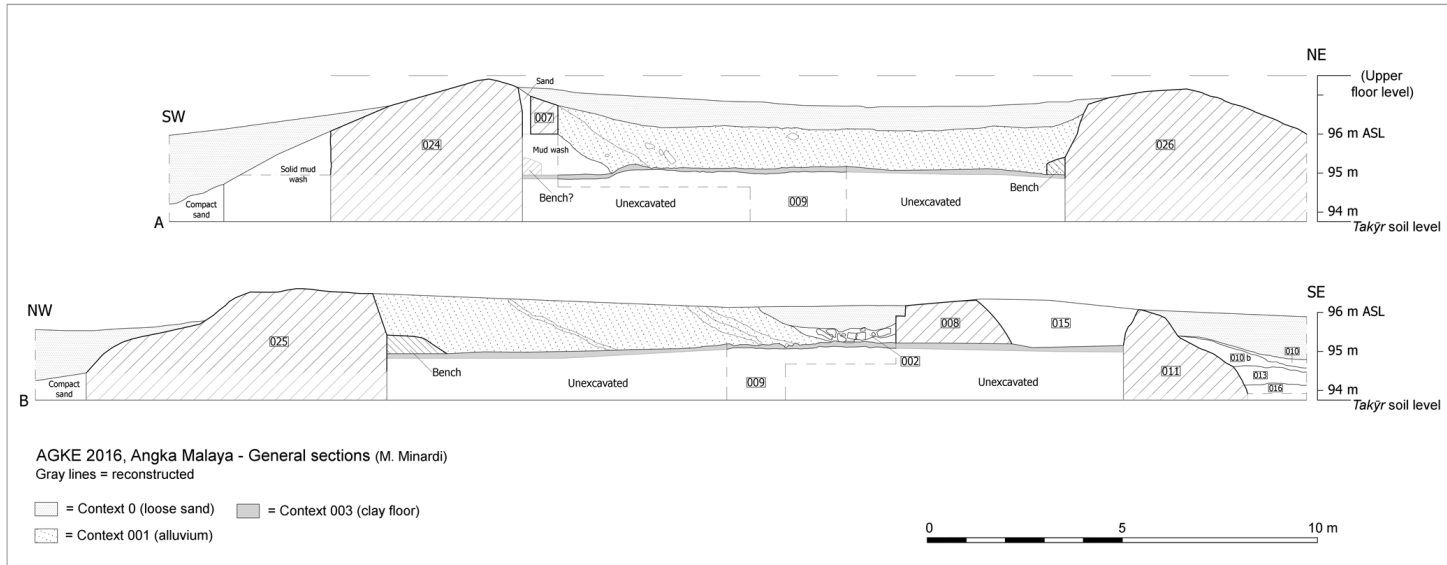 NE
(Upper
floor level)
Sand
SW
007
96 m ASL
024
Mud wash
026
Solid mud
wash
95 m
Bench?
Bench
Compact
sand
Unexcavated
009
Unexcavated
94 m
A
Takȳr soil level
NW
SE
96 m ASL
008
015
025
002
95 m
010
010 b
Bench
011
013
Compact
sand
Unexcavated
009
Unexcavated
016
94 m
B
Takȳr soil level
AGKE 2016, Angka Malaya - General sections (M. Minardi)
Gray lines = reconstructed
= Context 0 (loose sand)
= Context 003 (clay floor)
= Context 001 (alluvium)
0
5
10 m